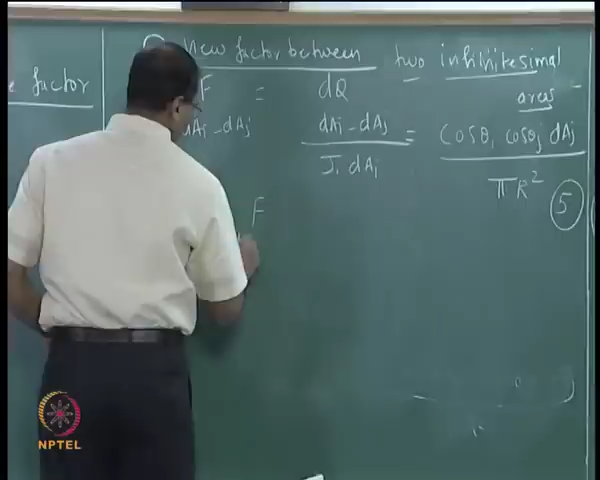 View factor between two infinitesimal
areas
e factor
F = dQ
dAi-dAj dAi-dAj = cosθi cosθj dAj
Ji dAi πR²
5
F
NPTEL